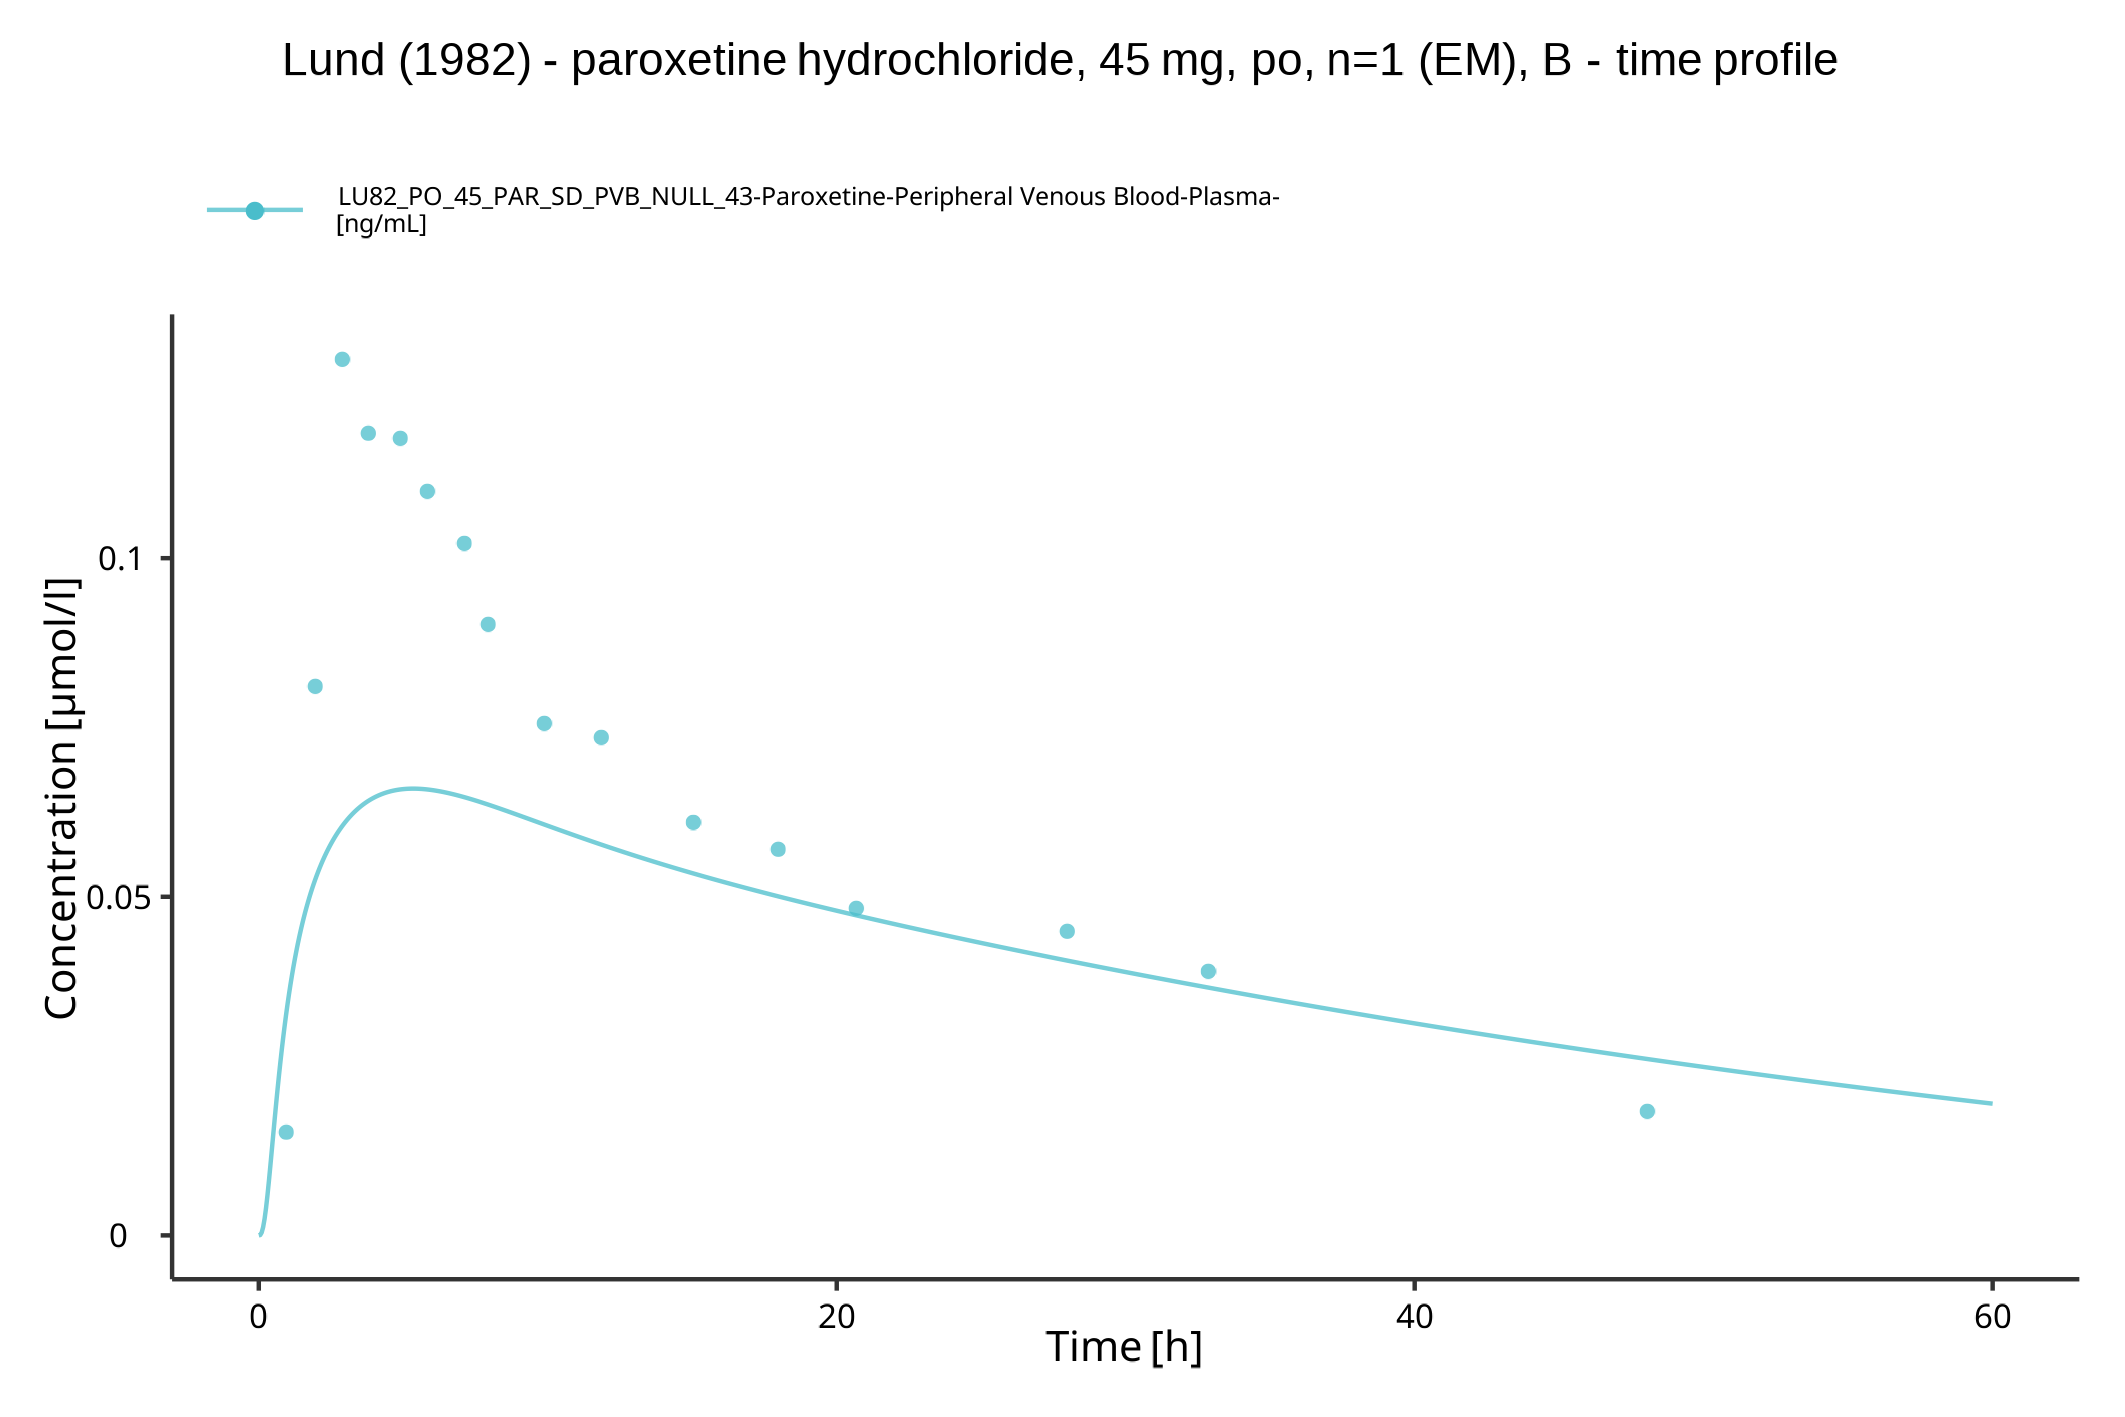 Lund (1982) - paroxetine hydrochloride, 45 mg, po, n=1 (EM), B - time profile
LU82_PO_45_PAR_SD_PVB_NULL_43-Paroxetine-Peripheral Venous Blood-Plasma-
[ng/mL]
Concentration [µmol/l]
0.1
0.05
0
0
20
40
60
Time [h]